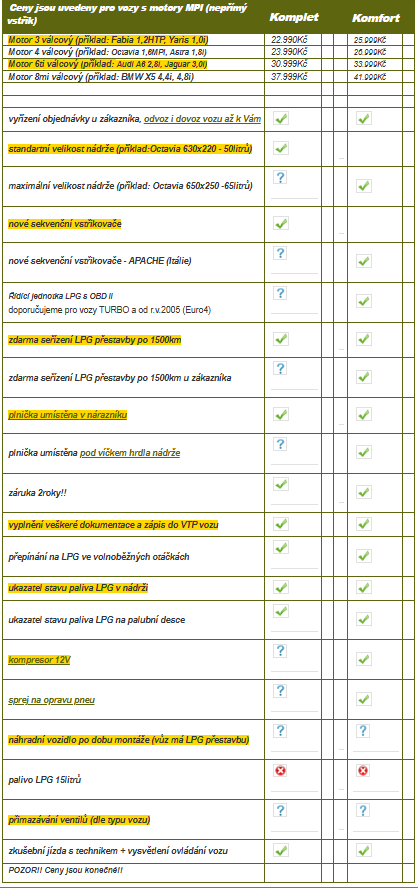 Ceny jsou uvedeny pro vozy s motory MPI (nepřímý vstřik) Komplet Komfort
Motor 3 válcový (příklad: Fabia 1,2HTP, Yaris 1,0i) 22.990Kč 25.999Kč
Motor 4 válcový (příklad: Octavia 1,6MPI, Astra 1,8i) 23.990Kč 26.999Kč
Motor 6di válcový (příklad: Audi A6 2,8i, Jaguar 3,0i) 30.999Kč 33.999Kč
Motor 8mi válcový (příklad: BMW X5 4,4i, 4,8i) 37.999Kč 41.999Kč
vyřízení objednávky u zákazníka, odvoz i dovoz vozu až k Vám
standartní velikost nádrže (příklad:Octavia 630x220 - 50litrů)
maximální velikost nádrže (příklad: Octavia 650x250 -65litrů)
nové sekvenční vstřikovače
nové sekvenční vstřikovače - APACHE (Itálie)
Řídící jednotka LPG s OBD II
doporučujeme pro vozy TURBO a od r.v.2005 (Euro4)
zdarma seřízení LPG přestavby po 1500km
zdarma seřízení LPG přestavby po 1500km u zákazníka
plnička umístěna v nárazníku
plnička umístěna pod víčkem hrdla nádrže
záruka 2roky!!
vyplnění veškeré dokumentace a zápis do VTP vozu
přepínání na LPG ve volnoběžných otáčkách
ukazatel stavu paliva LPG v nádrži
ukazatel stavu paliva LPG na palubní desce
kompresor 12V
sprej na opravu pneu
náhradní vozidlo po dobu montáže (vůz má LPG přestavbu)
palivo LPG 15litrů
přimazávání ventilů (dle typu vozu)
zkušební jízda s technikem + vysvědení ovládání vozu
POZOR!! Ceny jsou konečné!!